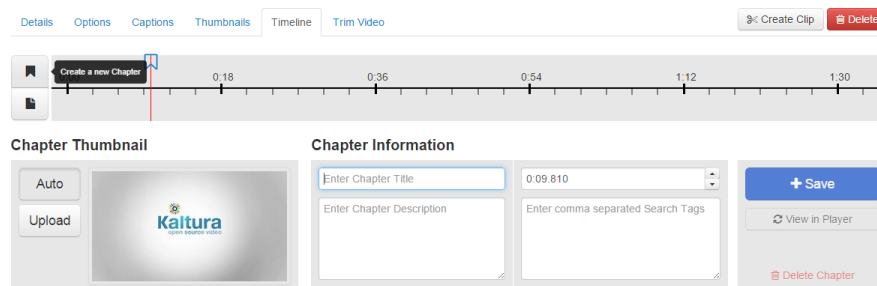 Details Options Captions Thumbnails Timeline Trim Video Create Clip Delete
Create a new Chapter 0:18 0:36 0:54 1:12 1:30
Chapter Thumbnail Chapter Information
Auto Enter Chapter Title 0:09.810 Save
Upload Enter Chapter Description Enter comma separated Search Tags View in Player
Kaltura
open source video
Delete Chapter